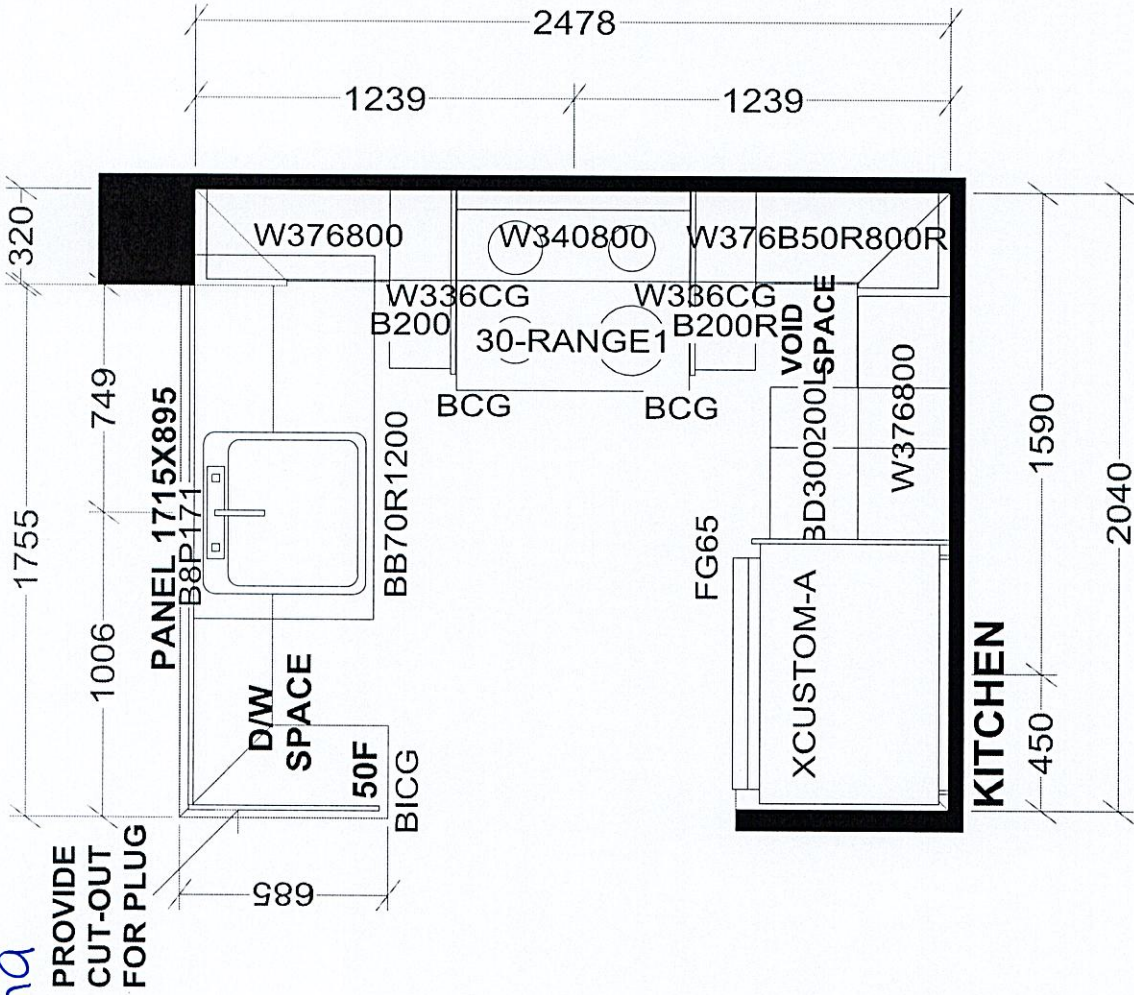 2478
1239
1239
320
1755
749
1006
PANEL 1715X895
B8P171
W376800
W340800
W376B50R800R
W336CG
B200
W336CG
B200R
30-RANGE1
VOID
SPACE
BCG
BCG
BB70R1200
BD300200L
W376800
FG65
XCUSTOM-A
D/W
SPACE
50F
BICG
PROVIDE
CUT-OUT
FOR PLUG
685
KITCHEN
1590
450
2040